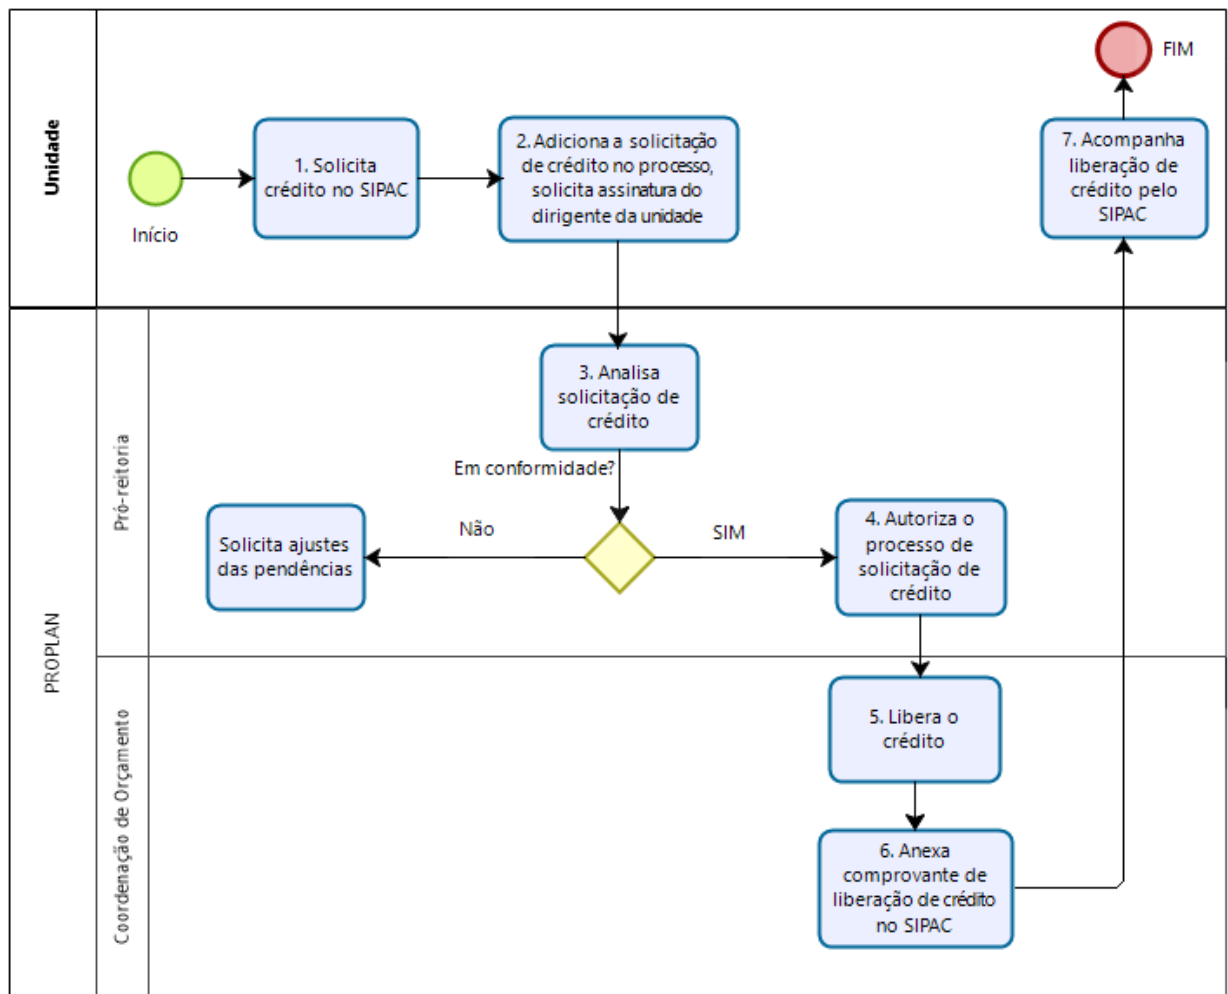 Unidade
Início
1. Solicita
crédito no SIPAC
2. Adiciona a solicitação
de crédito no processo,
solicita assinatura do
dirigente da unidade
FIM
7. Acompanha
liberação de
crédito pelo
SIPAC
PROPLAN
Pró-reitoria
3. Analisa
solicitação de
crédito
Em conformidade?
Não
SIM
Solicita ajustes
das pendências
4. Autoriza o
processo de
solicitação de
crédito
Coordenação de Orçamento
5. Libera o
crédito
6. Anexa
comprovante de
liberação de crédito
no SIPAC